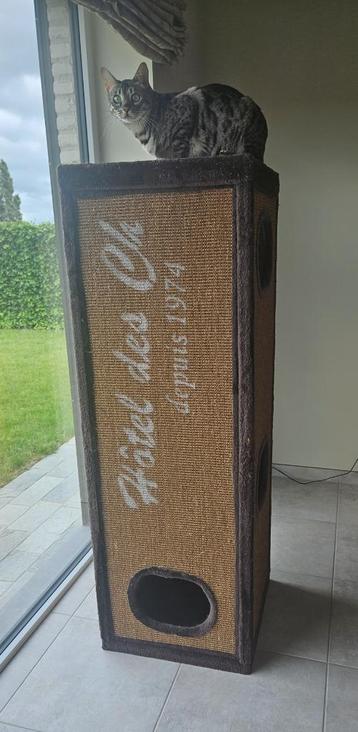 Hôtel des Ch
depuis 1974